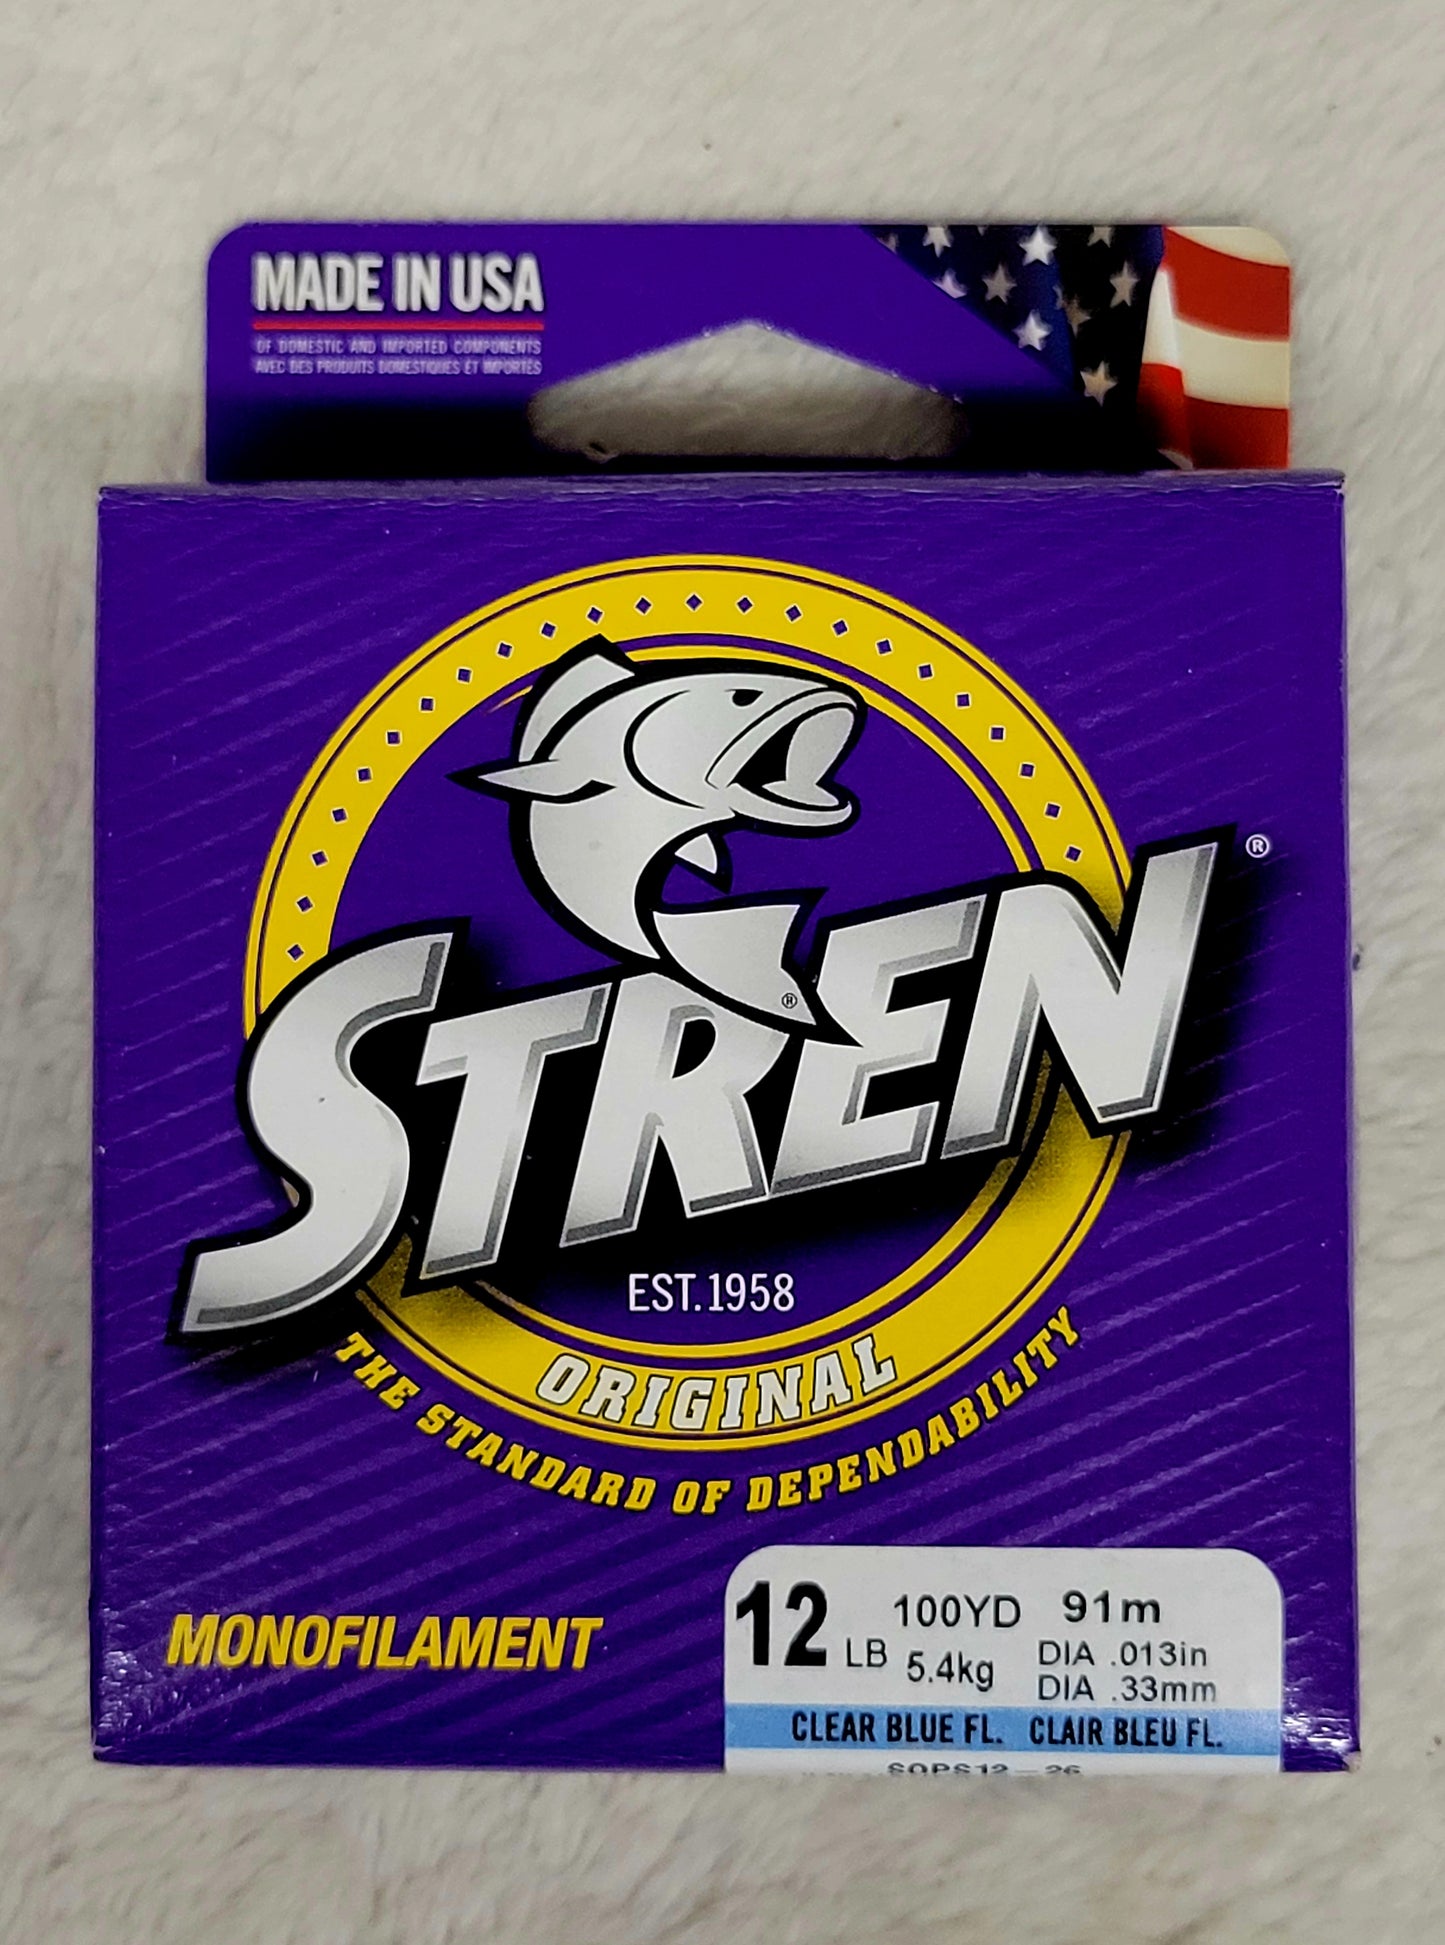 MADE IN USA
OF DOMESTIC AND IMPORTED COMPONENTS
AVEC DES PRODUITS DOMESTIQUES ET IMPORTÉS
STREN®
®
EST. 1958
ORIGINAL
THE STANDARD OF DEPENDABILITY
MONOFILAMENT
12 LB 100YD 91m
5.4kg DIA .013in
DIA .33mm
CLEAR BLUE FL. CLAIR BLEU FL.
SOPS12-26